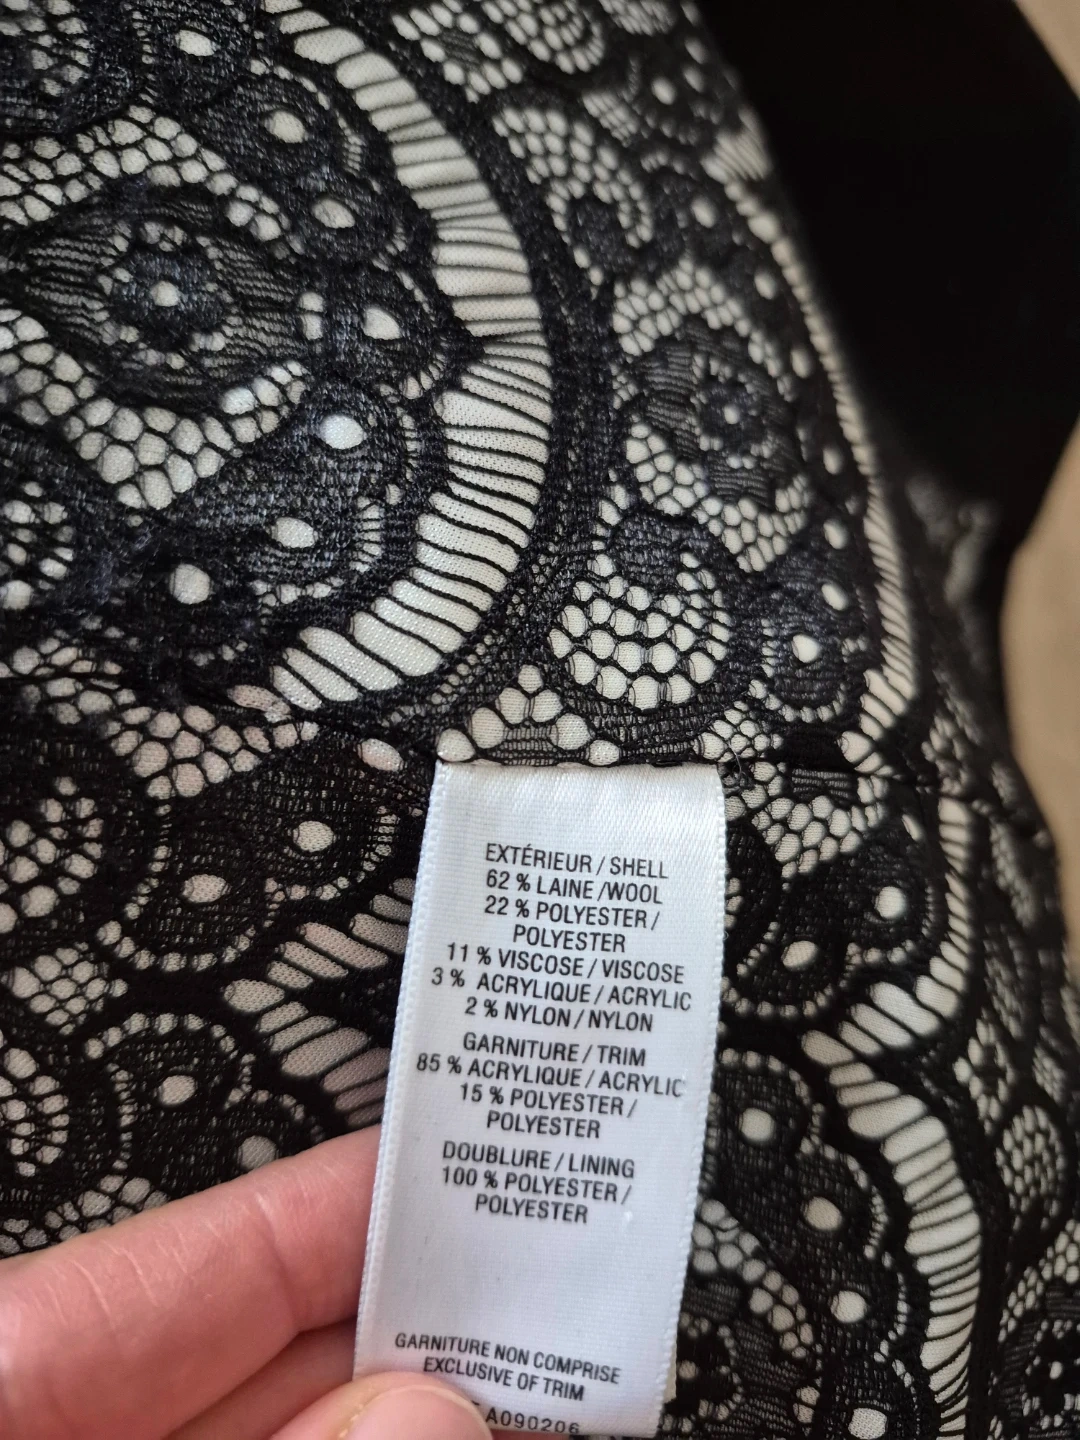 EXTÉRIEUR / SHELL
62 % LAINE /WOOL
22 % POLYESTER /
POLYESTER
11 % VISCOSE / VISCOSE
3 % ACRYLIQUE / ACRYLIC
2 % NYLON / NYLON
GARNITURE / TRIM
85 % ACRYLIQUE / ACRYLIC
15 % POLYESTER /
POLYESTER
DOUBLURE / LINING
100 % POLYESTER /
POLYESTER
GARNITURE NON COMPRISE
EXCLUSIVE OF TRIM
A090206